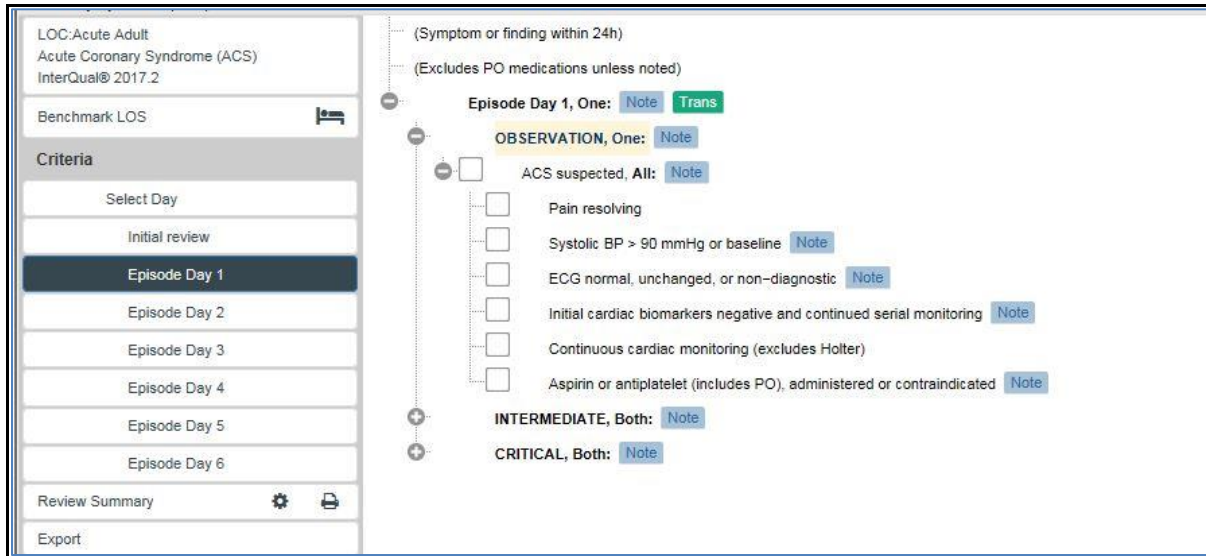 LOC:Acute Adult
Acute Coronary Syndrome (ACS)
InterQual® 2017.2
Benchmark LOS
Criteria
Select Day
Initial review
Episode Day 1
Episode Day 2
Episode Day 3
Episode Day 4
Episode Day 5
Episode Day 6
Review Summary
Export
(Symptom or finding within 24h)
(Excludes PO medications unless noted)
Episode Day 1, One: Note Trans
OBSERVATION, One: Note
ACS suspected, All: Note
Pain resolving
Systolic BP > 90 mmHg or baseline Note
ECG normal, unchanged, or non-diagnostic Note
Initial cardiac biomarkers negative and continued serial monitoring Note
Continuous cardiac monitoring (excludes Holter)
Aspirin or antiplatelet (includes PO), administered or contraindicated Note
INTERMEDIATE, Both: Note
CRITICAL, Both: Note